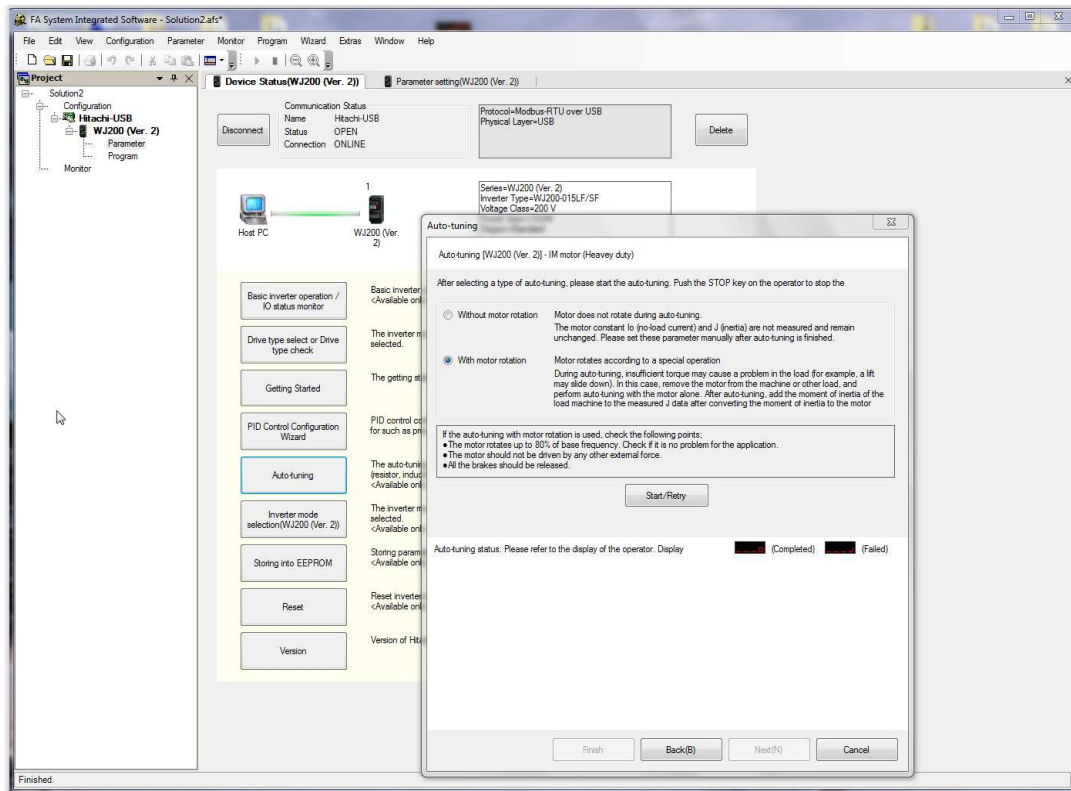 FA System Integrated Software - Solution2.afs*
File Edit View Configuration Parameter Monitor Program Wizard Extras Window Help
Project
Solution2
Configuration
Hitachi-USB
WJ200 (Ver. 2)
Parameter
Program
Monitor
Device Status(WJ200 (Ver. 2))
Parameter setting(WJ200 (Ver. 2))
Disconnect
Communication Status
Name Hitachi-USB
Status OPEN
Connection ONLINE
Protocol=Modbus-RTU over USB
Physical Layer=USB
Delete
1
Host PC
WJ200 (Ver. 2)
Series=WJ200 (Ver. 2)
Inverter Type=WJ200-015LF/SF
Voltage Class=200 V
Basic inverter operation / IO status monitor
Basic inverter
<Available onl
Drive type select or Drive type check
The inverter m
selected.
Getting Started
The getting st
PID Control Configuration Wizard
PID control co
for such as pr
Auto-tuning
The auto-tunin
(resistor, induc
<Available onl
Inverter mode selection(WJ200 (Ver. 2))
The inverter m
selected.
<Available onl
Storing into EEPROM
Storing param
<Available onl
Reset
Reset inverter
<Available onl
Version
Version of Hita
Auto-tuning
Auto-tuning [WJ200 (Ver. 2)] - IM motor (Heavey duty)
After selecting a type of auto-tuning, please start the auto-tuning. Push the STOP key on the operator to stop the
Without motor rotation
Motor does not rotate during auto-tuning.
The motor constant Io (no-load current) and J (inertia) are not measured and remain
unchanged. Please set these parameter manually after auto-tuning is finished.
With motor rotation
Motor rotates according to a special operation
During auto-tuning, insufficient torque may cause a problem in the load (for example, a lift
may slide down). In this case, remove the motor from the machine or other load, and
perform auto-tuning with the motor alone. After auto-tuning, add the moment of inertia of the
load machine to the measured J data after converting the moment of inertia to the motor
If the auto-tuning with motor rotation is used, check the following points;
●The motor rotates up to 80% of base frequency. Check if it is no problem for the application.
●The motor should not be driven by any other external force.
●All the brakes should be released.
Start/Retry
Auto-tuning status: Please refer to the display of the operator. Display (Completed) (Failed)
Finish
Back(B)
Next(N)
Cancel
Finished.